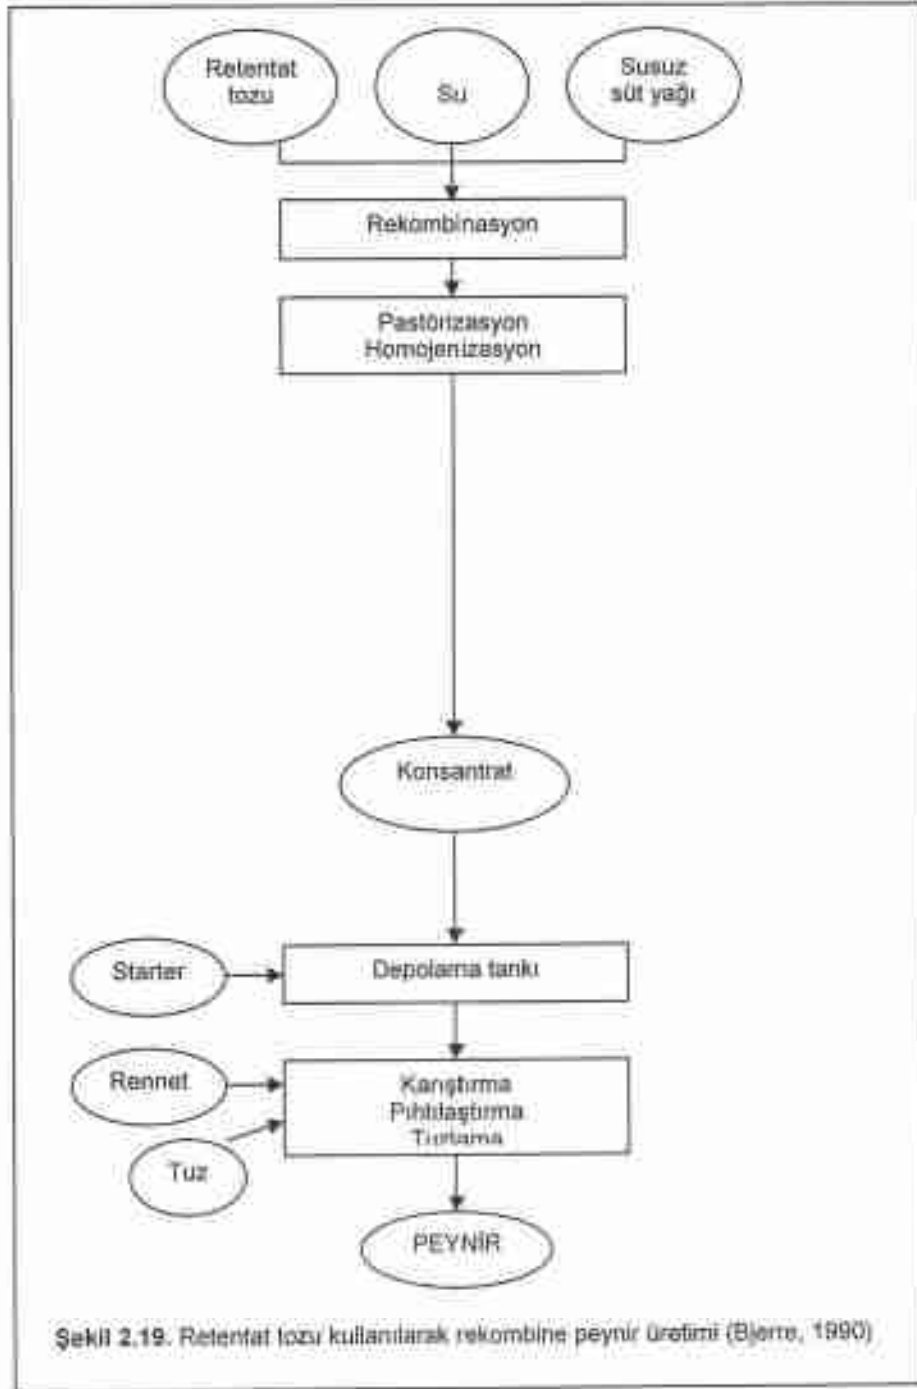 Retentat
tozu
Su
Susuz
süt yağı
Rekombinasyon
Pastörizasyon
Homojenizasyon
Konsantrat
Starter
Depolama tankı
Rennet
Karıştırma
Pıhtılaştırma
Tuz
PEYNİR
Şekil 2.19. Retentat tozu kullanılarak rekombine peynir üretimi (Bjerre, 1990)